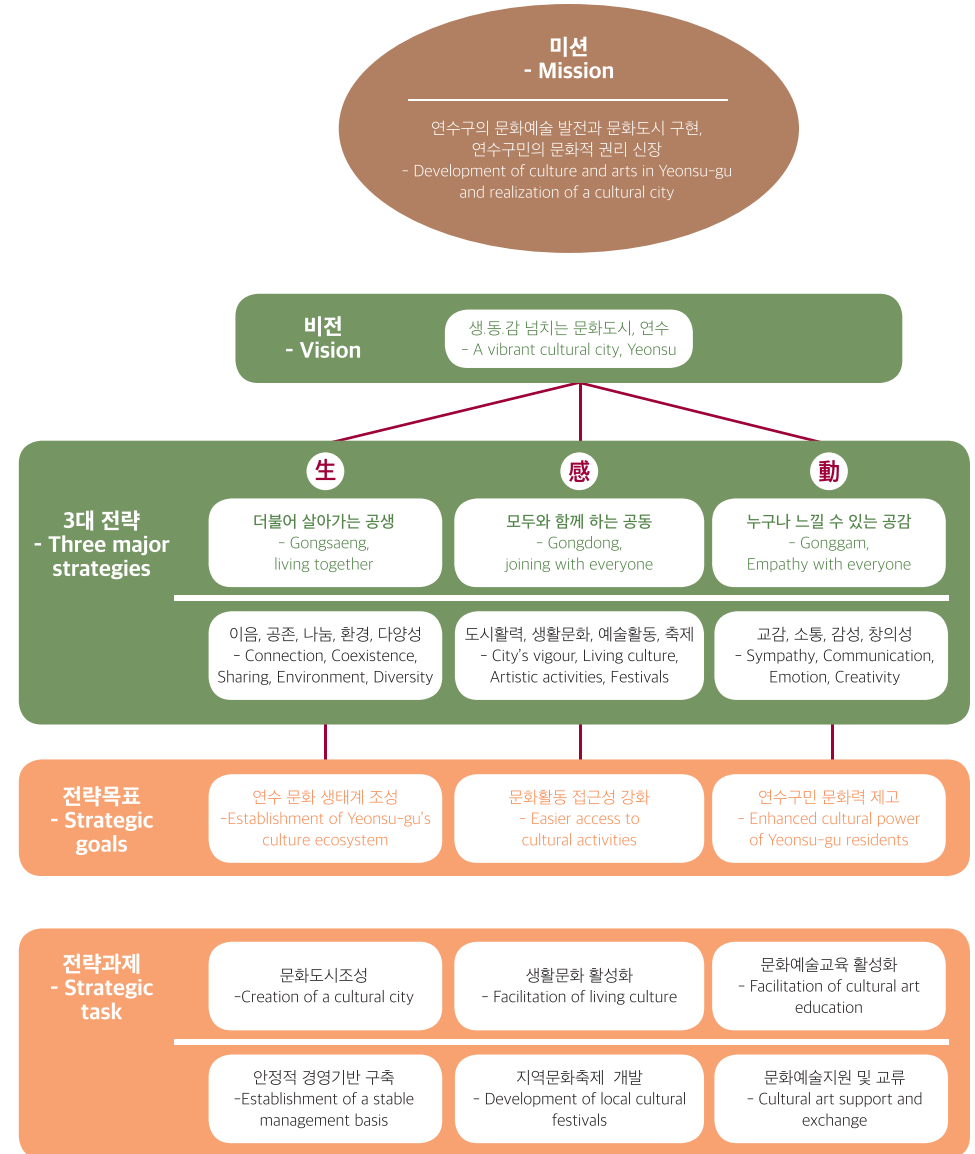 미션
- Mission
연수구의 문화예술 발전과 문화도시 구현,
연수구민의 문화적 권리 신장
- Development of culture and arts in Yeonsu-gu
and realization of a cultural city
비전
- Vision
생.동.감 넘치는 문화도시, 연수
- A vibrant cultural city, Yeonsu
3대 전략
- Three major
strategies
生
더불어 살아가는 공생
- Gongsaeng,
living together
感
모두와 함께 하는 공동
- Gongdong,
joining with everyone
動
누구나 느낄 수 있는 공감
- Gonggam,
Empathy with everyone
이음, 공존, 나눔, 환경, 다양성
- Connection, Coexistence,
Sharing, Environment, Diversity
도시활력, 생활문화, 예술활동, 축제
- City's vigour, Living culture,
Artistic activities, Festivals
교감, 소통, 감성, 창의성
- Sympathy, Communication,
Emotion, Creativity
전략목표
- Strategic
goals
연수 문화 생태계 조성
-Establishment of Yeonsu-gu's
culture ecosystem
문화활동 접근성 강화
- Easier access to
cultural activities
연수구민 문화력 제고
- Enhanced cultural power
of Yeonsu-gu residents
전략과제
- Strategic
task
문화도시조성
-Creation of a cultural city
생활문화 활성화
- Facilitation of living culture
문화예술교육 활성화
- Facilitation of cultural art
education
안정적 경영기반 구축
-Establishment of a stable
management basis
지역문화축제 개발
- Development of local cultural
festivals
문화예술지원 및 교류
- Cultural art support and
exchange